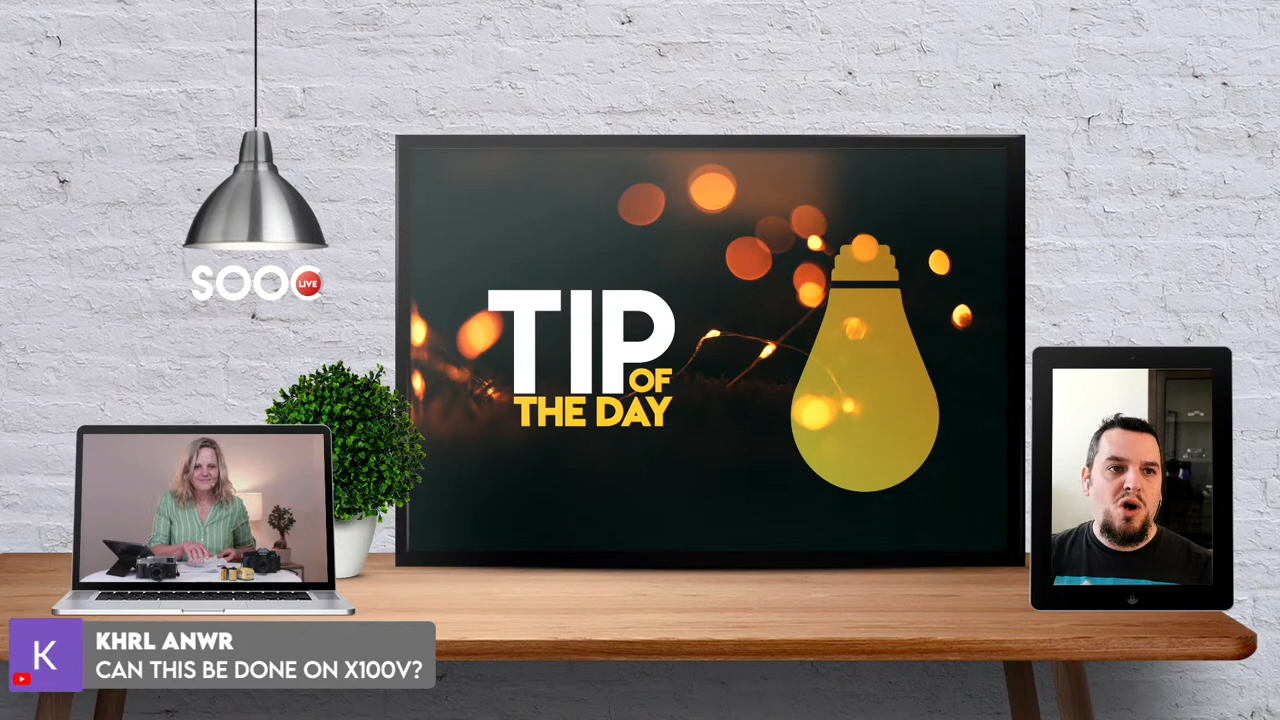 SOOC
LIVE
TIP
OF
THE DAY
K
KHRL ANWR
CAN THIS BE DONE ON X100V?